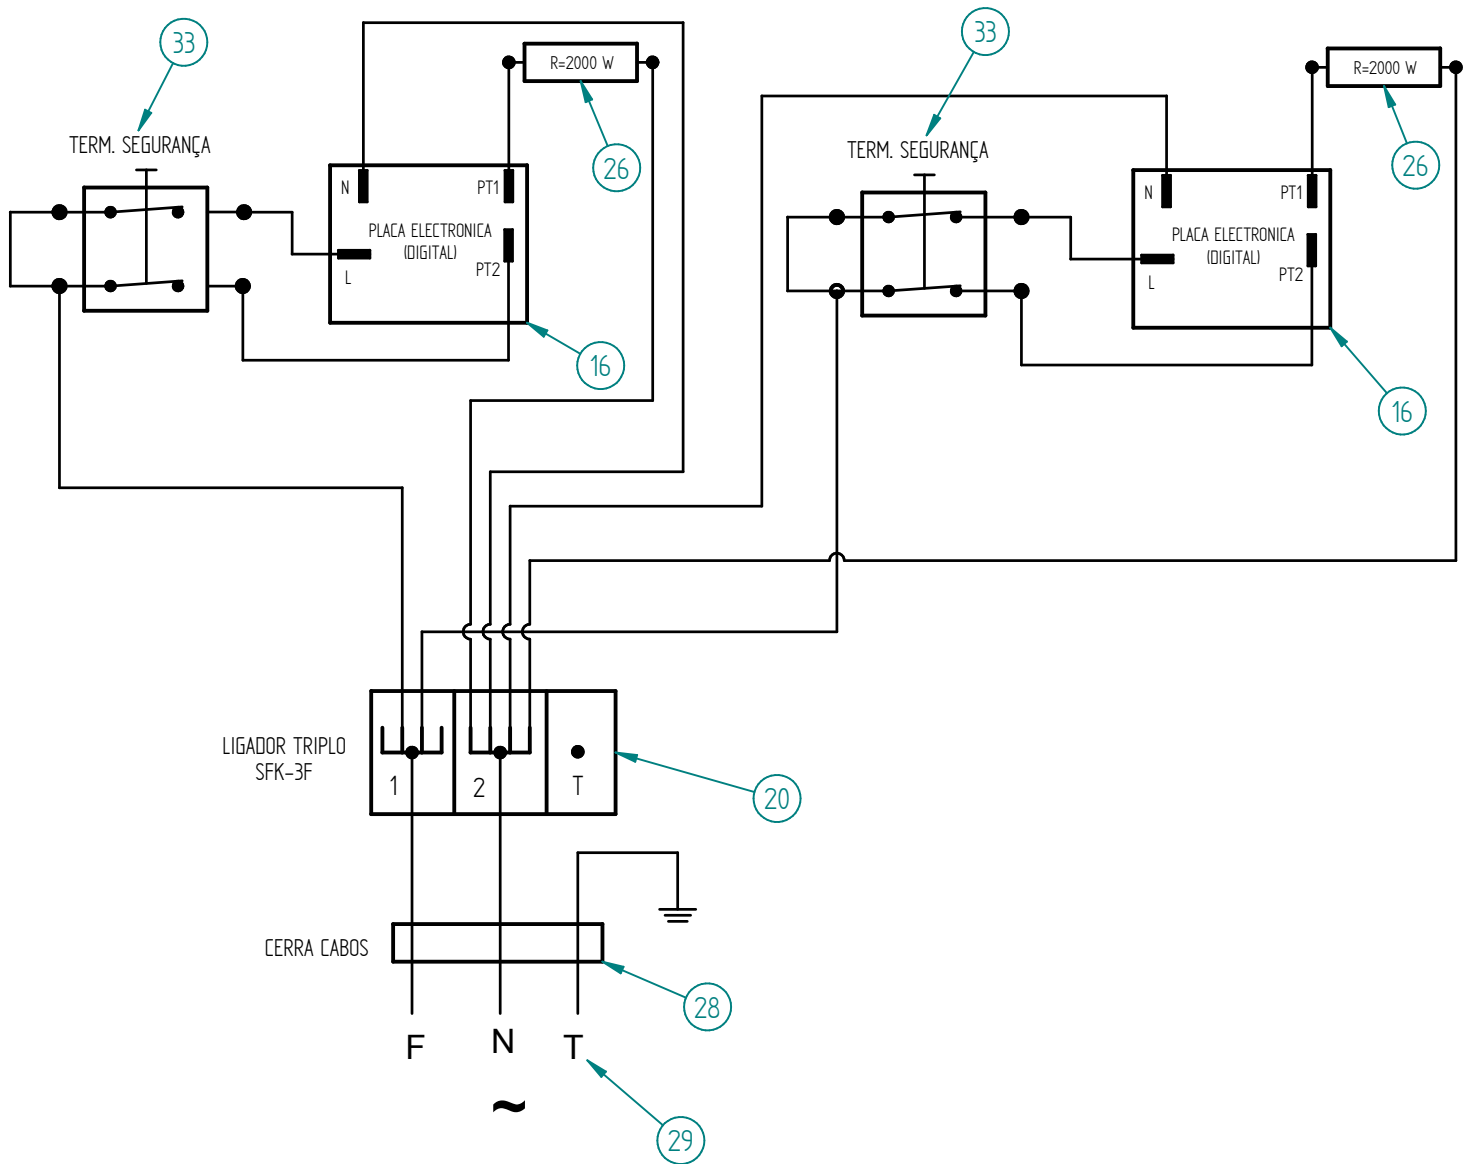 33
TERM. SEGURANÇA
R=2000 W
26
N
PT1
PLACA ELECTRONICA
(DIGITAL)
PT2
L
16
33
TERM. SEGURANÇA
R=2000 W
26
N
PT1
PLACA ELECTRONICA
(DIGITAL)
PT2
L
16
LIGADOR TRIPLO
SFK-3F
1
2
T
20
CERRA CABOS
28
F
N
T
~
29